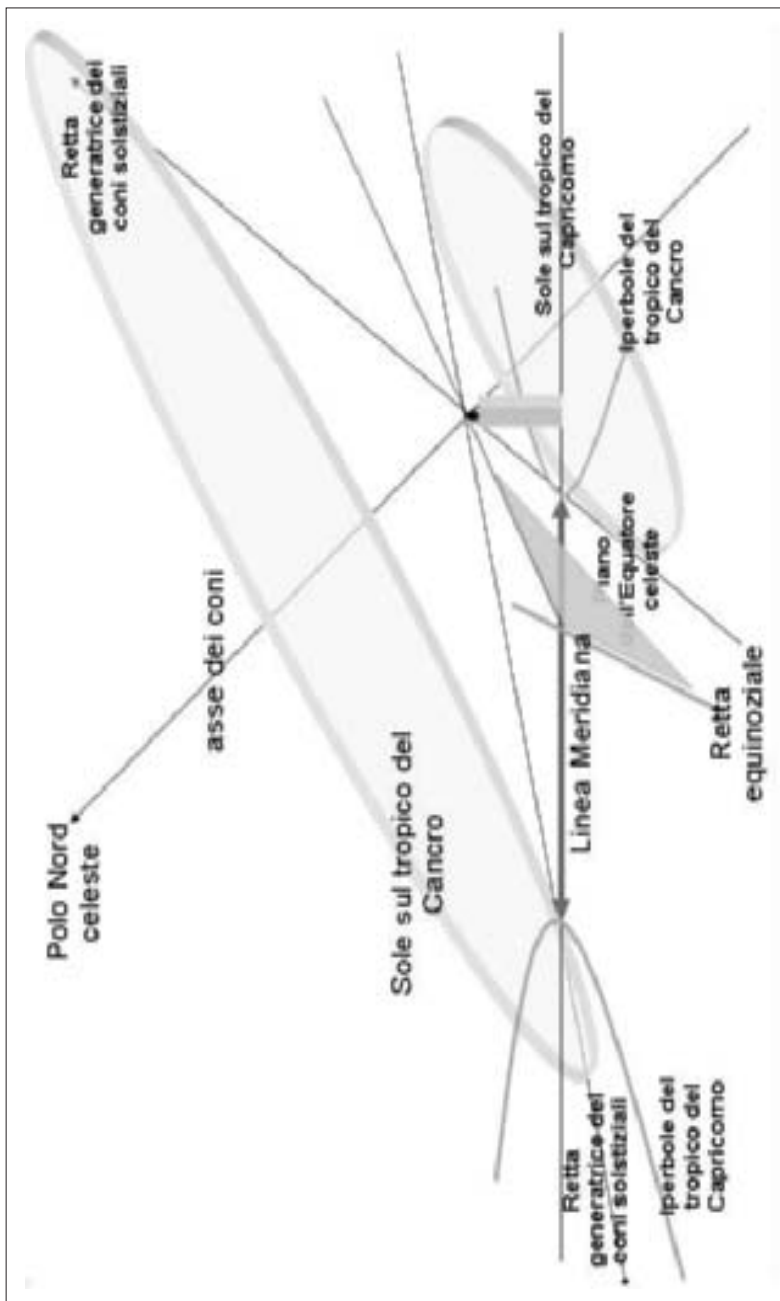 Polo Nord
celeste
Retta
generatrice dei
coni solstiziali
asse dei coni
Sole sul tropico del
Cancro
Sole sul tropico del
Capricorno
Linea Meridiana
Piano
dell'Equatore
celeste
Iperbole del
tropico del
Cancro
Retta
generatrice dei
coni solstiziali
Iperbole del
tropico del
Capricorno
Retta
equinoziale